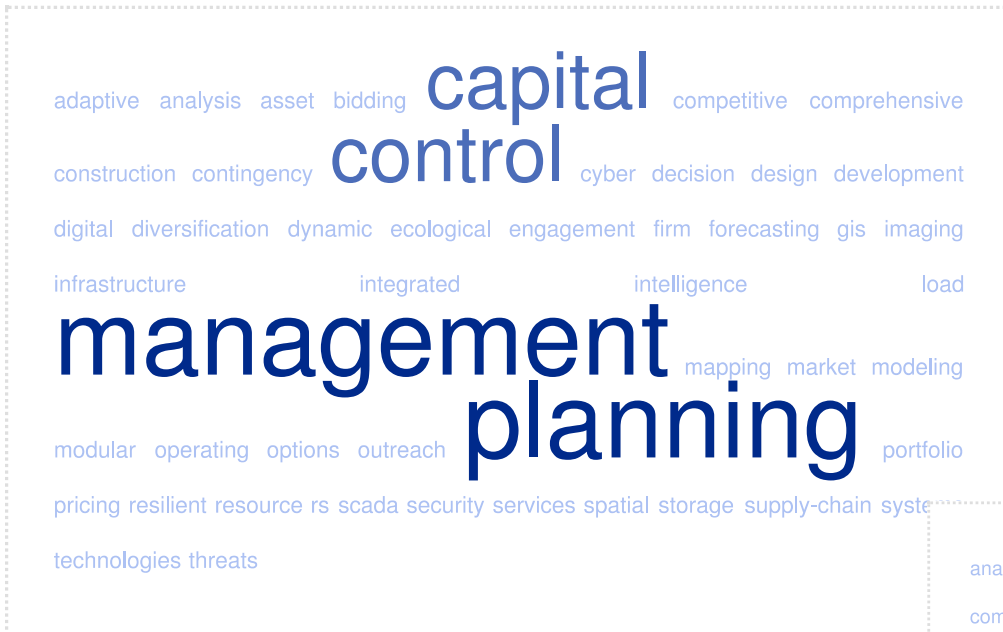 adaptive analysis asset bidding capital competitive comprehensive
construction contingency control cyber decision design development
digital diversification dynamic ecological engagement firm forecasting gis imaging
infrastructure integrated intelligence load
management mapping market modeling
modular operating options outreach planning portfolio
pricing resilient resource rs scada security services spatial storage supply-chain
technologies threats